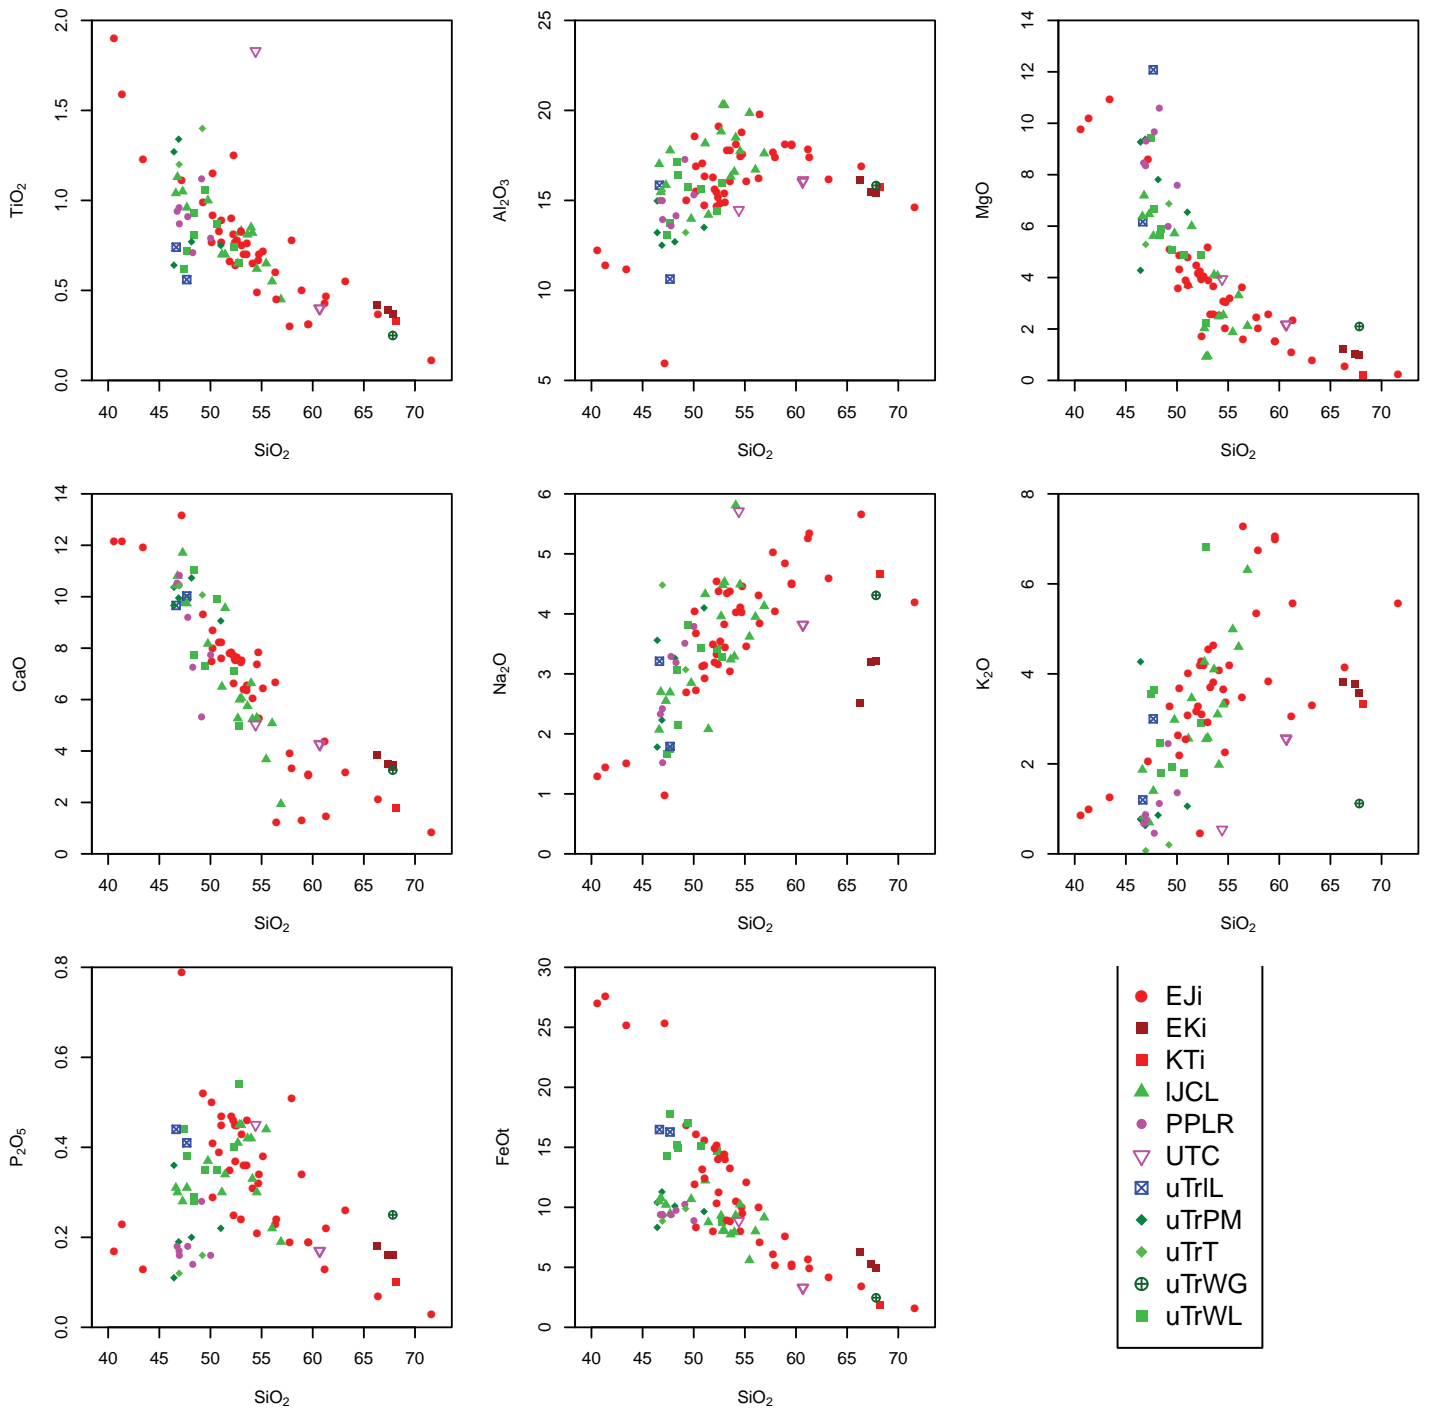 TiO2
0.0 0.5 1.0 1.5 2.0
40 45 50 55 60 65 70
SiO2
Al2O3
5 10 15 20 25
40 45 50 55 60 65 70
SiO2
MgO
0 2 4 6 8 10 12 14
40 45 50 55 60 65 70
SiO2
CaO
0 2 4 6 8 10 12 14
40 45 50 55 60 65 70
SiO2
Na2O
0 1 2 3 4 5 6
40 45 50 55 60 65 70
SiO2
K2O
0 2 4 6 8
40 45 50 55 60 65 70
SiO2
P2O5
0.0 0.2 0.4 0.6 0.8
40 45 50 55 60 65 70
SiO2
FeOt
0 5 10 15 20 25 30
40 45 50 55 60 65 70
SiO2
EJi
EKi
KTi
lJCL
PPLR
UTC
uTrIL
uTrPM
uTrT
uTrWG
uTrWL